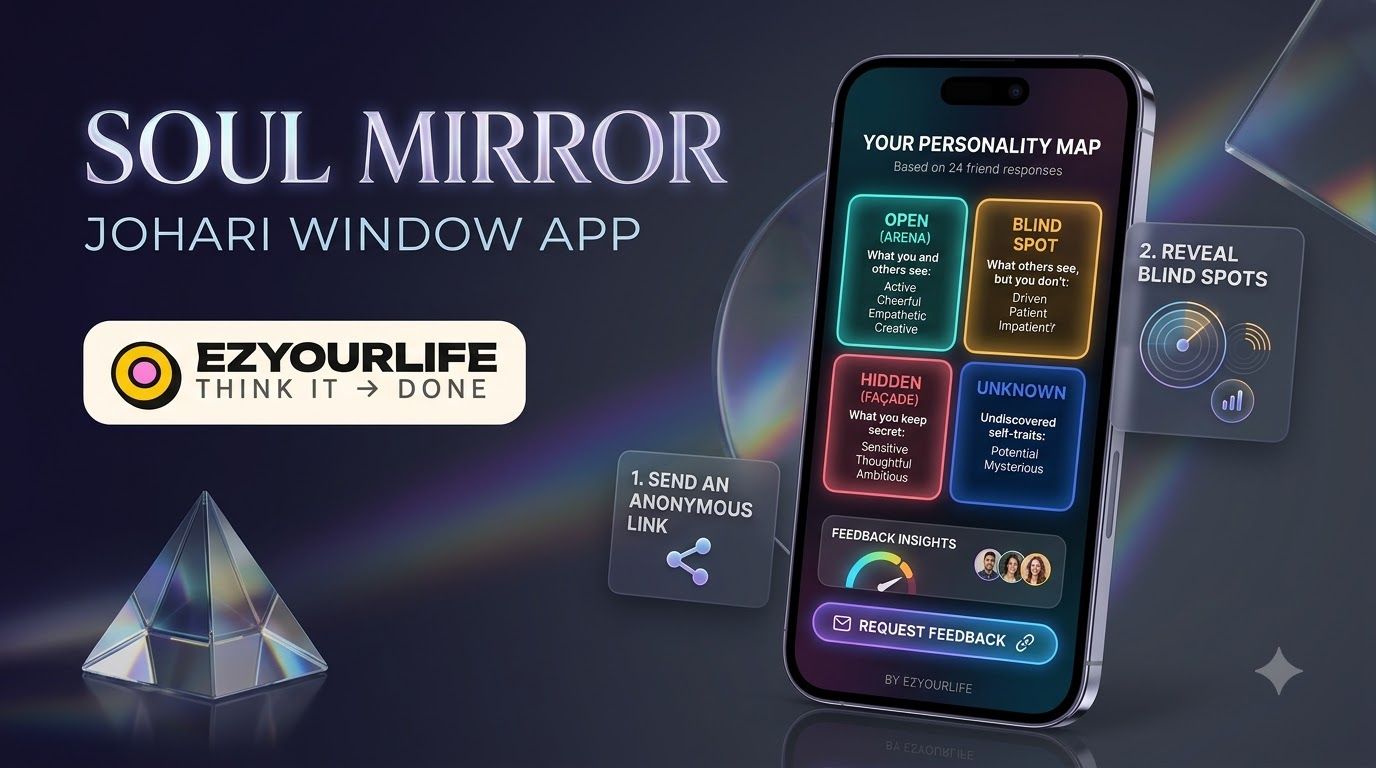 SOUL MIRROR
JOHARI WINDOW APP
EZYOURLIFE
THINK IT → DONE
1. SEND AN
ANONYMOUS
LINK
YOUR PERSONALITY MAP
Based on 24 friend responses
OPEN
(ARENA)
What you and
others see:
Active
Cheerful
Empathetic
Creative
BLIND
SPOT
What others see,
but you don't:
Driven
Patient
Impatient?
HIDDEN
(FAÇADE)
What you keep
secret:
Sensitive
Thoughtful
Ambitious
UNKNOWN
Undiscovered
self-traits:
Potential
Mysterious
FEEDBACK INSIGHTS
REQUEST FEEDBACK
BY EZYOURLIFE
2. REVEAL
BLIND SPOTS